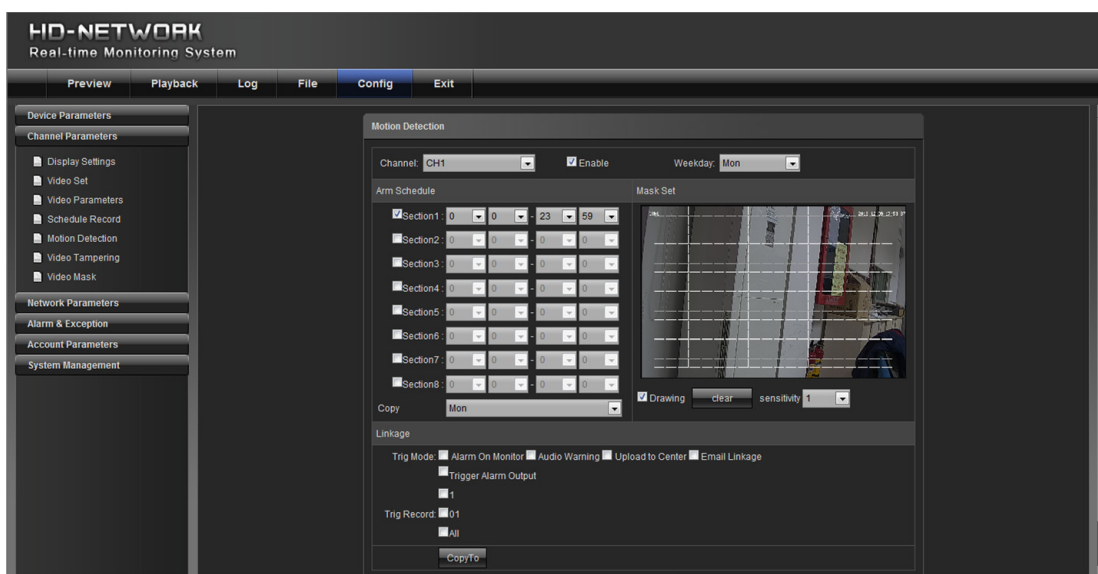 HD-NETWORK
Real-time Monitoring System
Preview Playback Log File Config Exit
Device Parameters
Channel Parameters
Display Settings
Video Set
Video Parameters
Schedule Record
Motion Detection
Video Tampering
Video Mask
Network Parameters
Alarm & Exception
Account Parameters
System Management
Motion Detection
Channel: CH1 Enable Weekday: Mon
Arm Schedule
Section1: 0 0 - 23 59
Section2: 0 0 - 0 0
Section3: 0 0 - 0 0
Section4: 0 0 - 0 0
Section5: 0 0 - 0 0
Section6: 0 0 - 0 0
Section7: 0 0 - 0 0
Section8: 0 0 - 0 0
Copy Mon
Mask Set
Drawing clear sensitivity 1
Linkage
Trig Mode: Alarm On Monitor Audio Warning Upload to Center Email Linkage
Trigger Alarm Output
1
Trig Record: 01
All
CopyTo